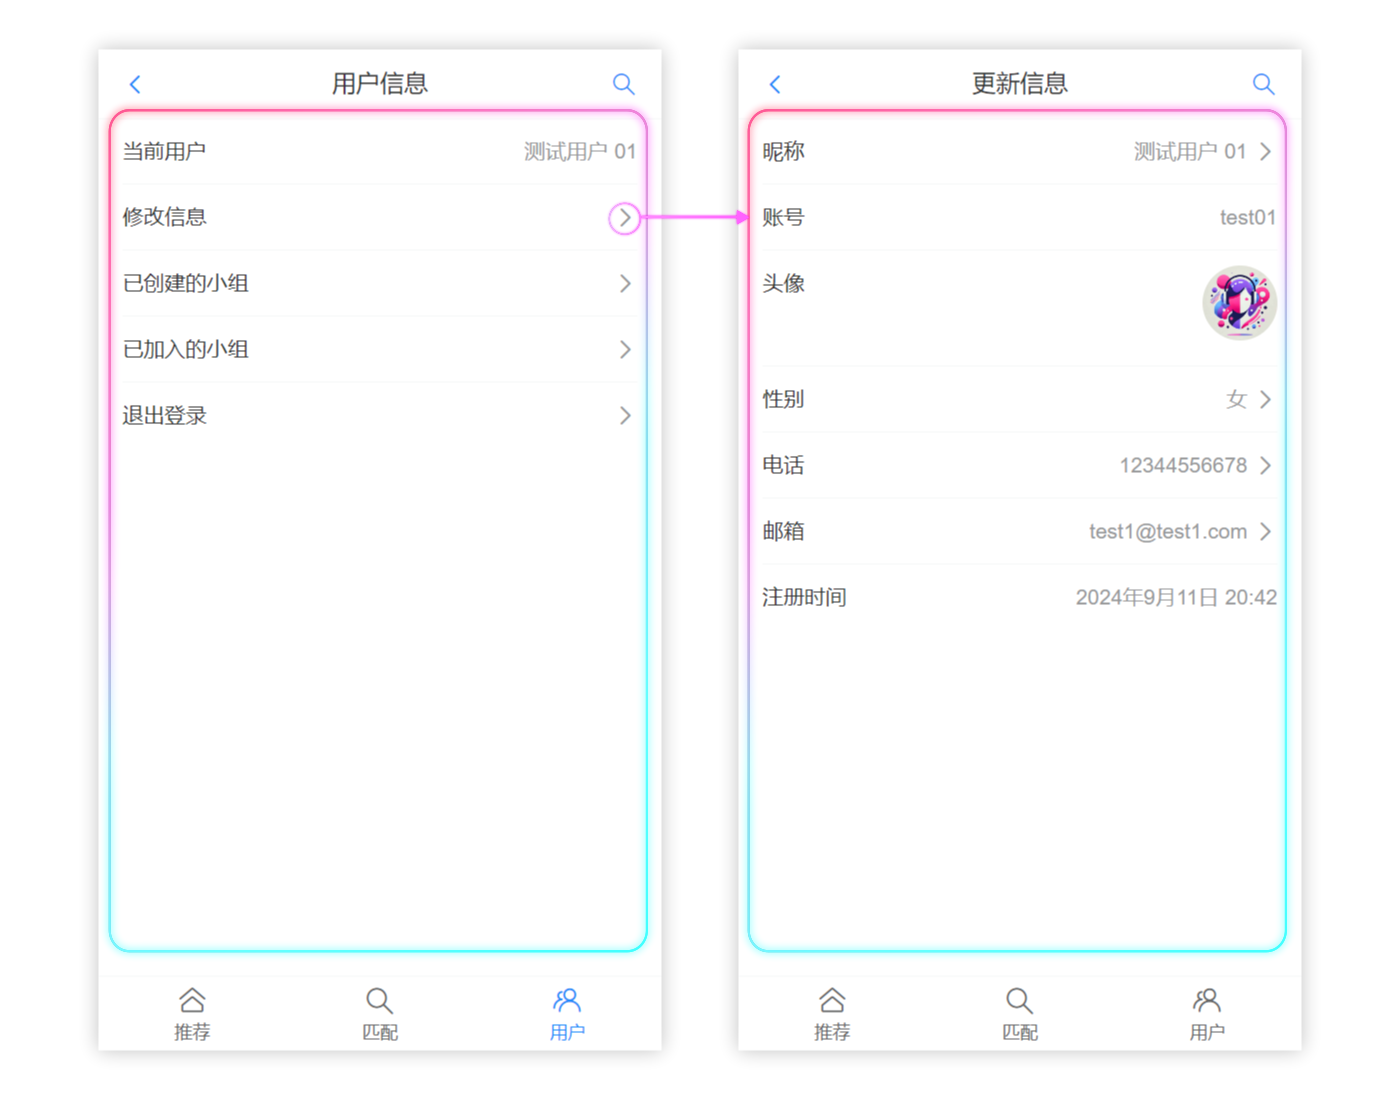 用户信息
当前用户 测试用户 01
修改信息
已创建的小组
已加入的小组
退出登录
推荐 匹配 用户
更新信息
昵称 测试用户 01
账号 test01
头像
性别 女
电话 12344556678
邮箱 test1@test1.com
注册时间 2024年9月11日 20:42
推荐 匹配 用户